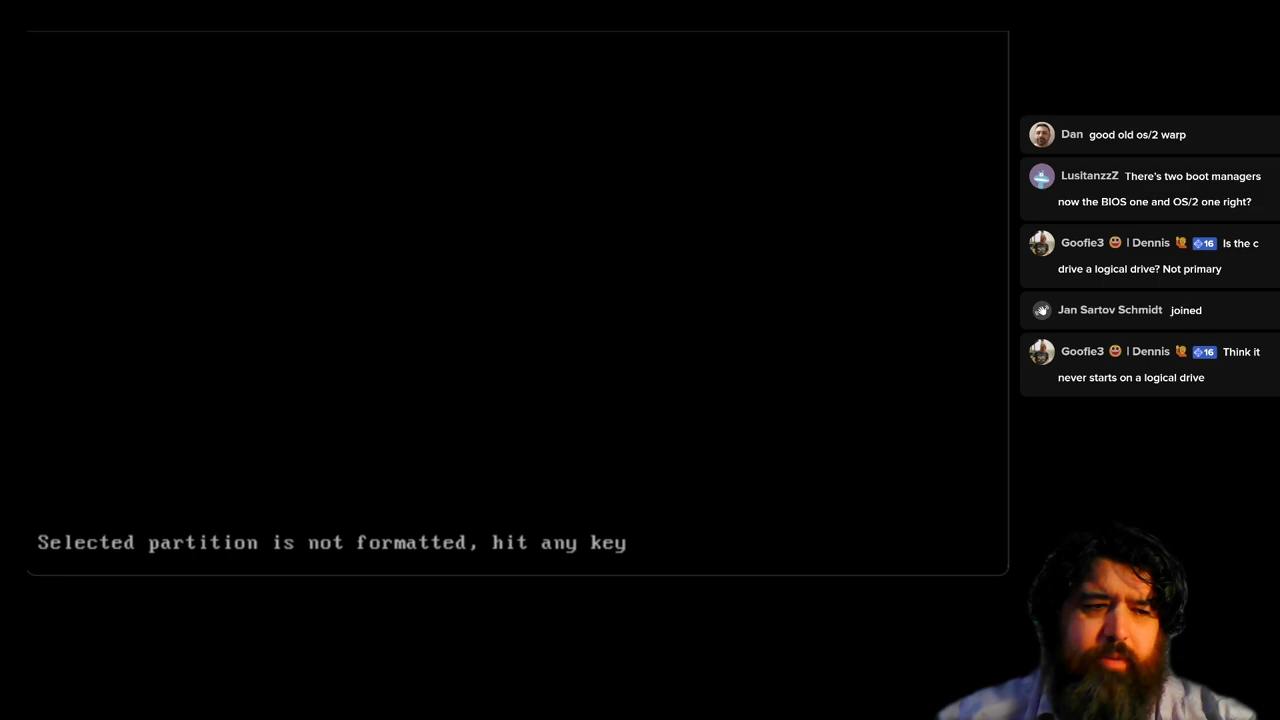 Dan good old os/2 warp
LusitanzzZ There's two boot managers
now the BIOS one and OS/2 one right?
Goofie3 😃 | Dennis 🙋 16 Is the c
drive a logical drive? Not primary
Jan Sartov Schmidt joined
Goofie3 😃 | Dennis 🙋 16 Think it
never starts on a logical drive
Selected partition is not formatted, hit any key